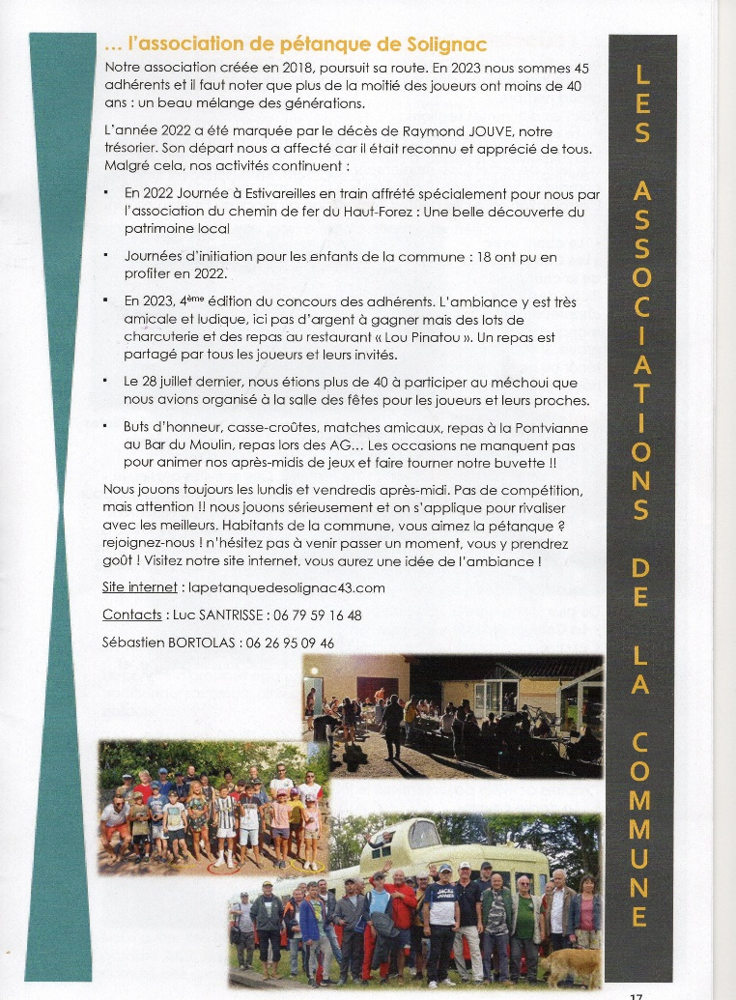 … l'association de pétanque de Solignac
Notre association créée en 2018, poursuit sa route. En 2023 nous sommes 45
adhérents et il faut noter que plus de la moitié des joueurs ont moins de 40
ans : un beau mélange des générations.
L'année 2022 a été marquée par le décès de Raymond JOUVE, notre
trésorier. Son départ nous a affecté car il était reconnu et apprécié de tous.
Malgré cela, nos activités continuent :
▪ En 2022 Journée à Estivareilles en train affrété spécialement pour nous par
l'association du chemin de fer du Haut-Forez : Une belle découverte du
patrimoine local
▪ Journées d'initiation pour les enfants de la commune : 18 ont pu en
profiter en 2022.
▪ En 2023, 4ème édition du concours des adhérents. L'ambiance y est très
amicale et ludique, ici pas d'argent à gagner mais des lots de
charcuterie et des repas au restaurant « Lou Pinatou ». Un repas est
partagé par tous les joueurs et leurs invités.
▪ Le 28 juillet dernier, nous étions plus de 40 à participer au méchoui que
nous avions organisé à la salle des fêtes pour les joueurs et leurs proches.
▪ Buts d'honneur, casse-croûtes, matches amicaux, repas à la Pontvianne
au Bar du Moulin, repas lors des AG… Les occasions ne manquent pas
pour animer nos après-midis de jeux et faire tourner notre buvette !!
Nous jouons toujours les lundis et vendredis après-midi. Pas de compétition,
mais attention !! nous jouons sérieusement et on s'applique pour rivaliser
avec les meilleurs. Habitants de la commune, vous aimez la pétanque ?
rejoignez-nous ! n'hésitez pas à venir passer un moment, vous y prendrez
goût ! Visitez notre site internet, vous aurez une idée de l'ambiance !
Site internet : lapetanquedesolignac43.com
Contacts : Luc SANTRISSE : 06 79 59 16 48
Sébastien BORTOLAS : 06 26 95 09 46
LES ASSOCIATIONS DE LA COMMUNE
17